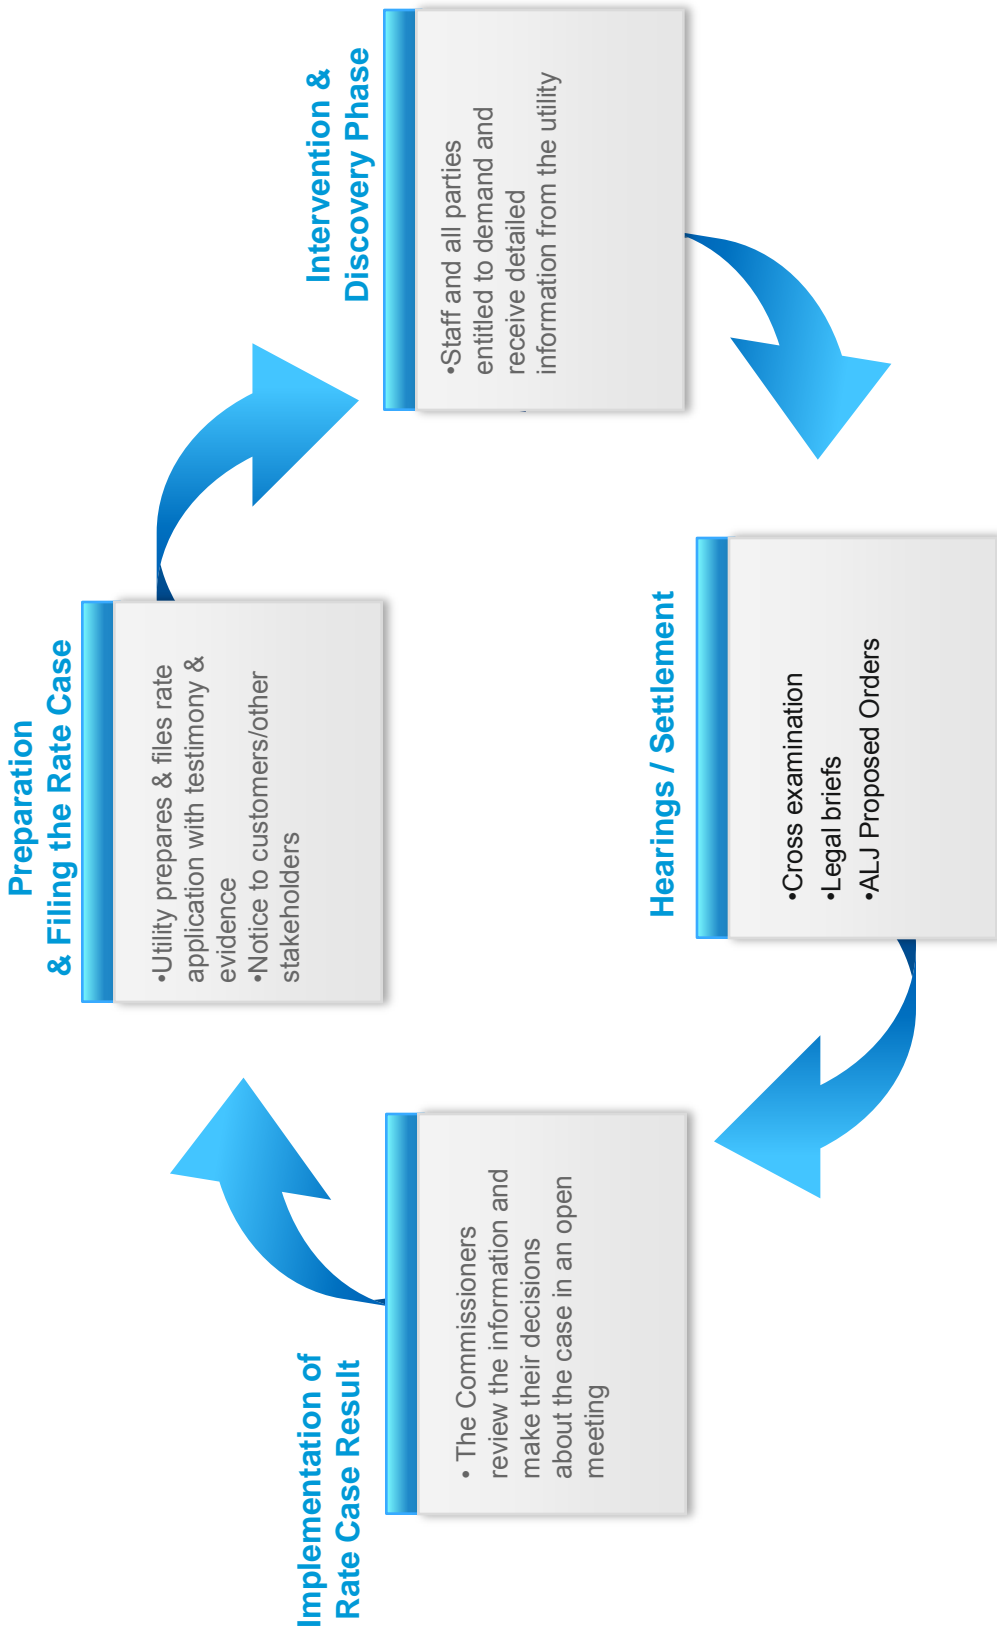 Preparation
& Filing the Rate Case
•Utility prepares & files rate
application with testimony &
evidence
•Notice to customers/other
stakeholders
Intervention &
Discovery Phase
•Staff and all parties
entitled to demand and
receive detailed
information from the utility
Hearings / Settlement
•Cross examination
•Legal briefs
•ALJ Proposed Orders
Implementation of
Rate Case Result
• The Commissioners
review the information and
make their decisions
about the case in an open
meeting